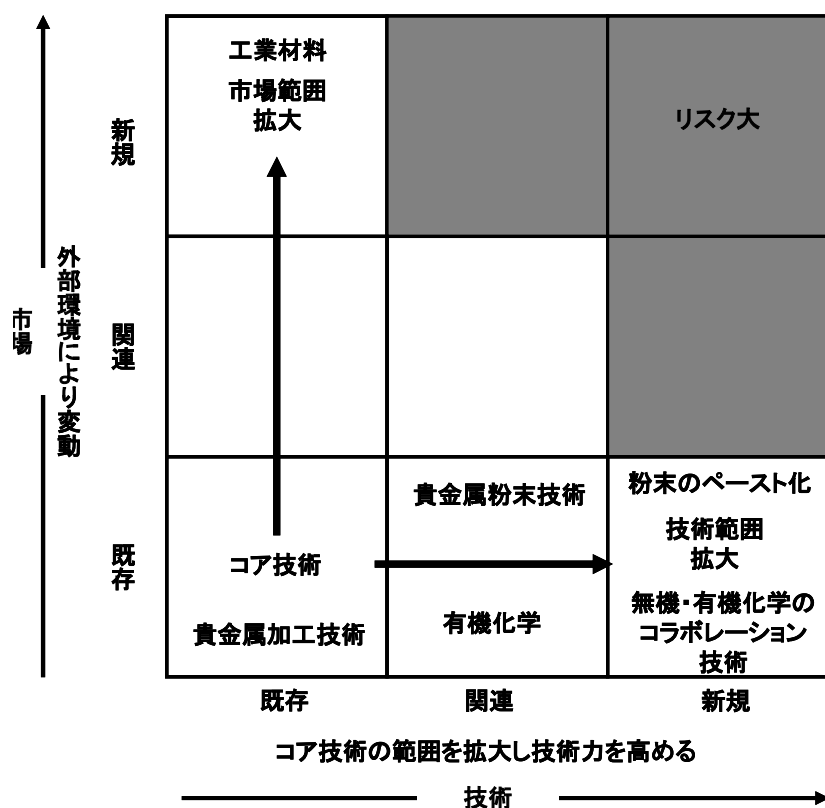 工業材料
市場範囲
拡大
リスク大
新規
関連
既存
市場
外部環境により変動
貴金属粉末技術
粉末のペースト化
技術範囲
拡大
コア技術
貴金属加工技術
有機化学
無機・有機化学の
コラボレーション
技術
既存
関連
新規
コア技術の範囲を拡大し技術力を高める
技術